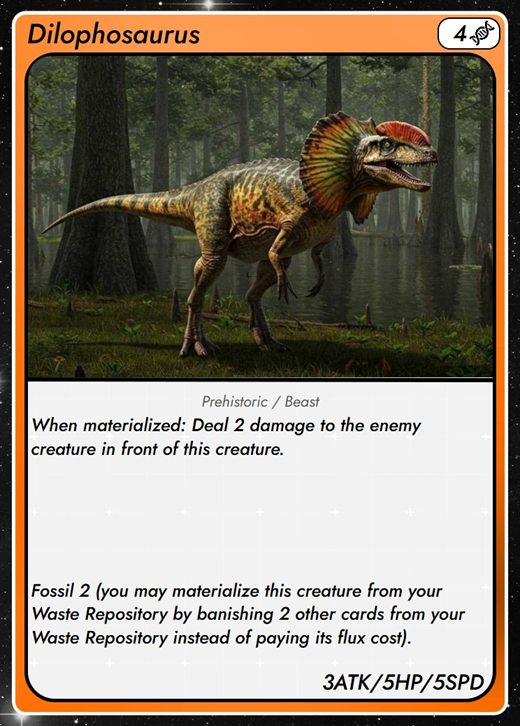 Dilophosaurus
4
Prehistoric / Beast
When materialized: Deal 2 damage to the enemy
creature in front of this creature.
Fossil 2 (you may materialize this creature from your
Waste Repository by banishing 2 other cards from your
Waste Repository instead of paying its flux cost).
3ATK/5HP/5SPD